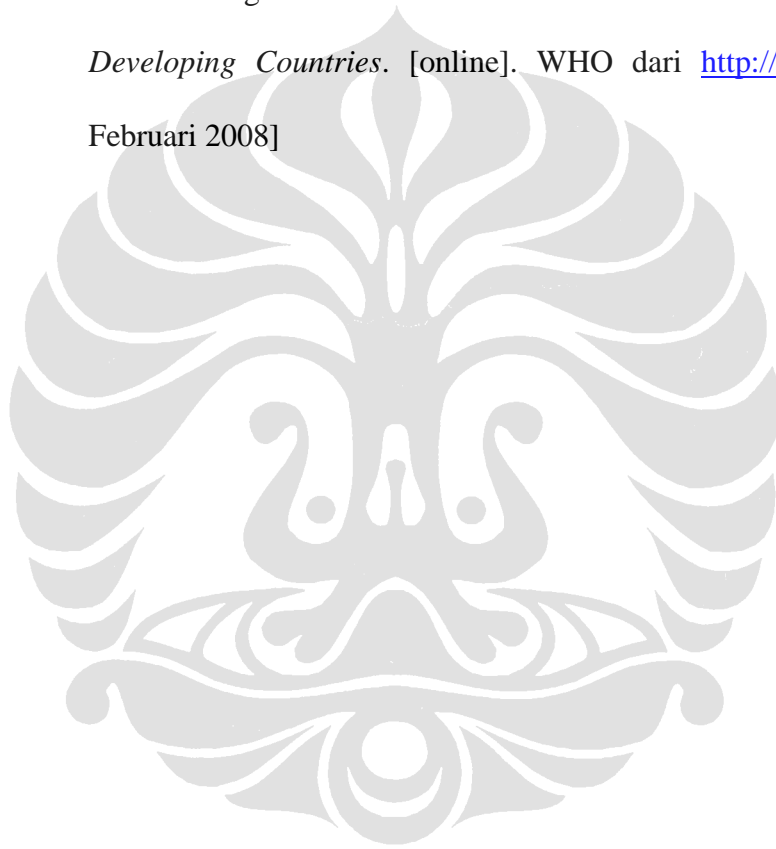 Developing Countries. [online]. WHO dari http://
Februari 2008]